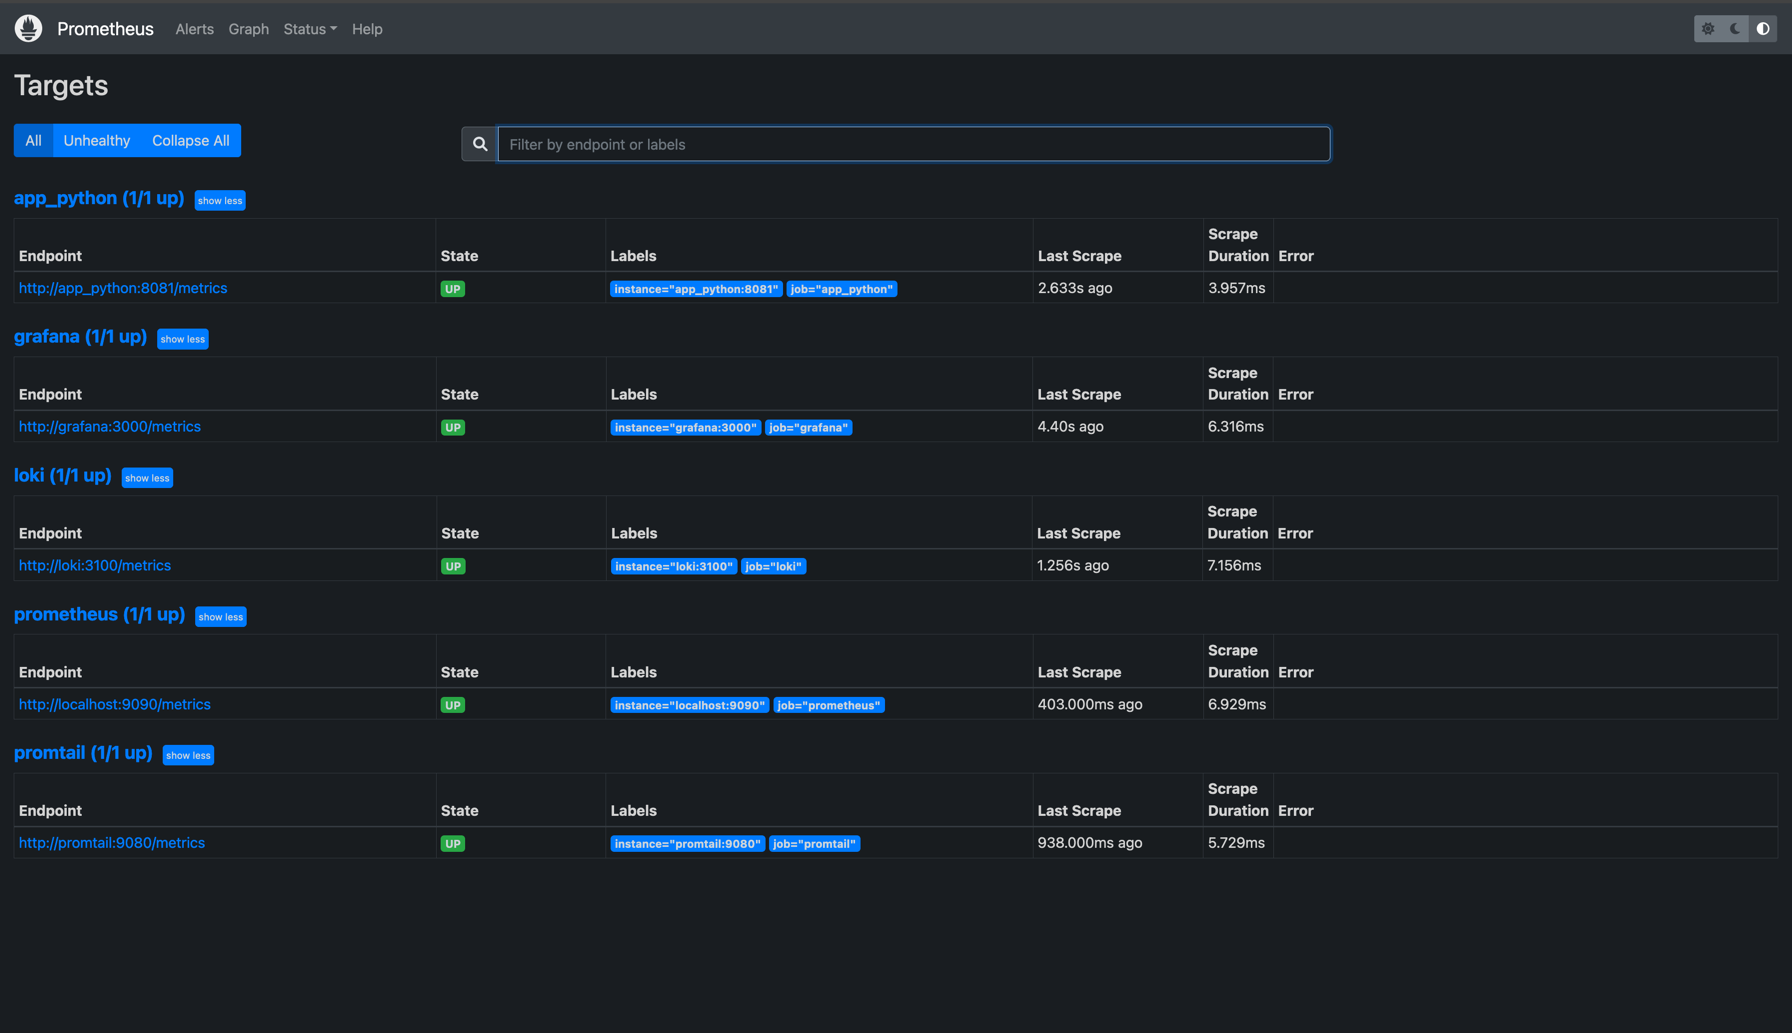 Prometheus Alerts Graph Status Help
Targets
All Unhealthy Collapse All Filter by endpoint or labels
app_python (1/1 up) show less
Endpoint State Labels Last Scrape Scrape Duration Error
http://app_python:8081/metrics UP instance="app_python:8081" job="app_python" 2.633s ago 3.957ms
grafana (1/1 up) show less
Endpoint State Labels Last Scrape Scrape Duration Error
http://grafana:3000/metrics UP instance="grafana:3000" job="grafana" 4.40s ago 6.316ms
loki (1/1 up) show less
Endpoint State Labels Last Scrape Scrape Duration Error
http://loki:3100/metrics UP instance="loki:3100" job="loki" 1.256s ago 7.156ms
prometheus (1/1 up) show less
Endpoint State Labels Last Scrape Scrape Duration Error
http://localhost:9090/metrics UP instance="localhost:9090" job="prometheus" 403.000ms ago 6.929ms
promtail (1/1 up) show less
Endpoint State Labels Last Scrape Scrape Duration Error
http://promtail:9080/metrics UP instance="promtail:9080" job="promtail" 938.000ms ago 5.729ms